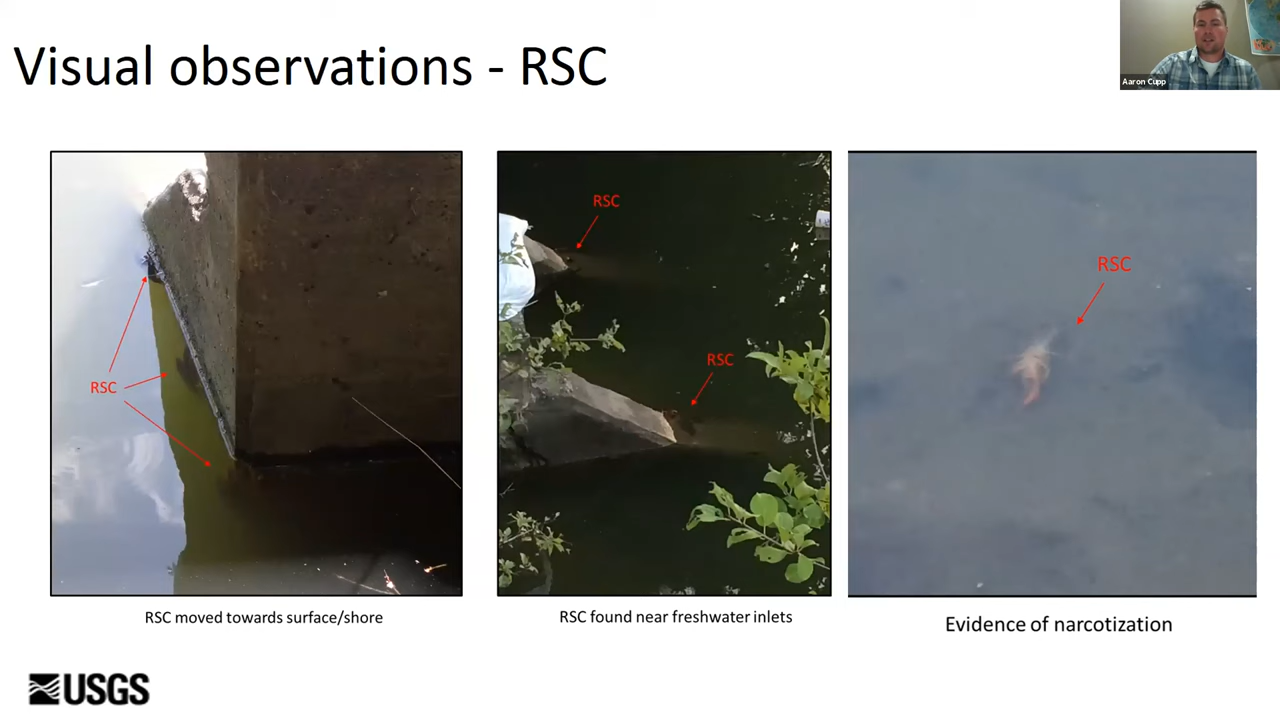 Visual observations - RSC
Aaron Cupp
RSC
RSC
RSC
RSC
RSC moved towards surface/shore
RSC found near freshwater inlets
Evidence of narcotization
USGS